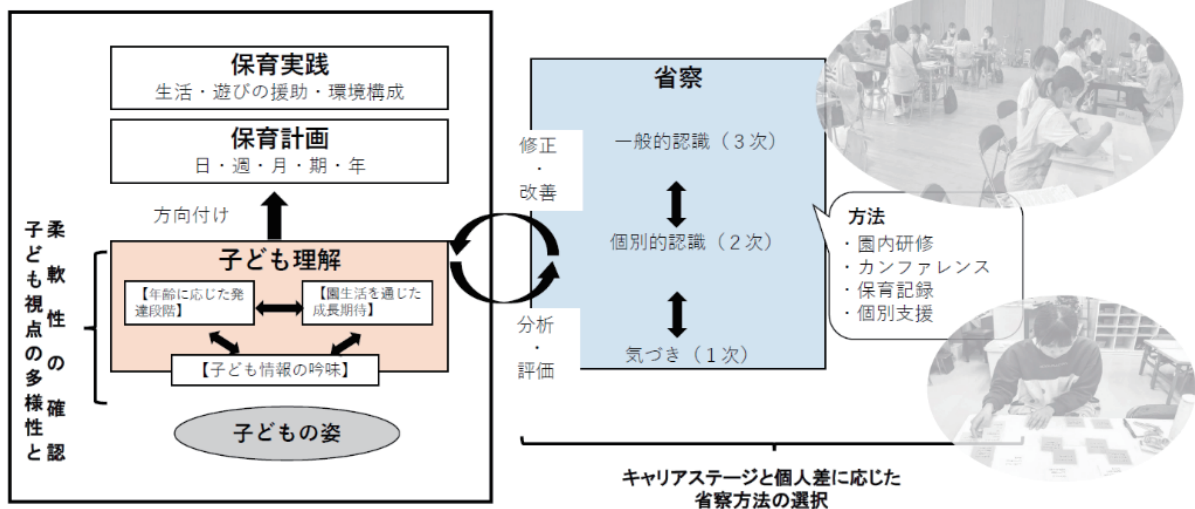 保育実践
生活・遊びの援助・環境構成
保育計画
日・週・月・期・年
方向付け
子ども理解
【年齢に応じた発
達段階】
【園生活を通じた
成長期待】
【子ども情報の吟味】
子どもの姿
子ども視点の多様性と
柔軟性の確認
修正
・
改善
分析
・
評価
省察
一般的認識（３次）
個別的認識（２次）
気づき（１次）
方法
・園内研修
・カンファレンス
・保育記録
・個別支援
キャリアステージと個人差に応じた
省察方法の選択